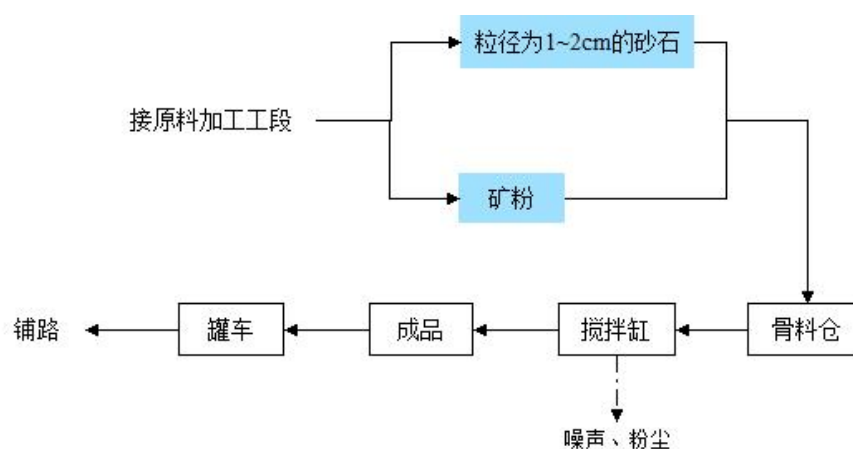 粒径为1~2cm的砂石
接原料加工工段
矿粉
铺路
罐车
成品
搅拌缸
骨料仓
噪声、粉尘